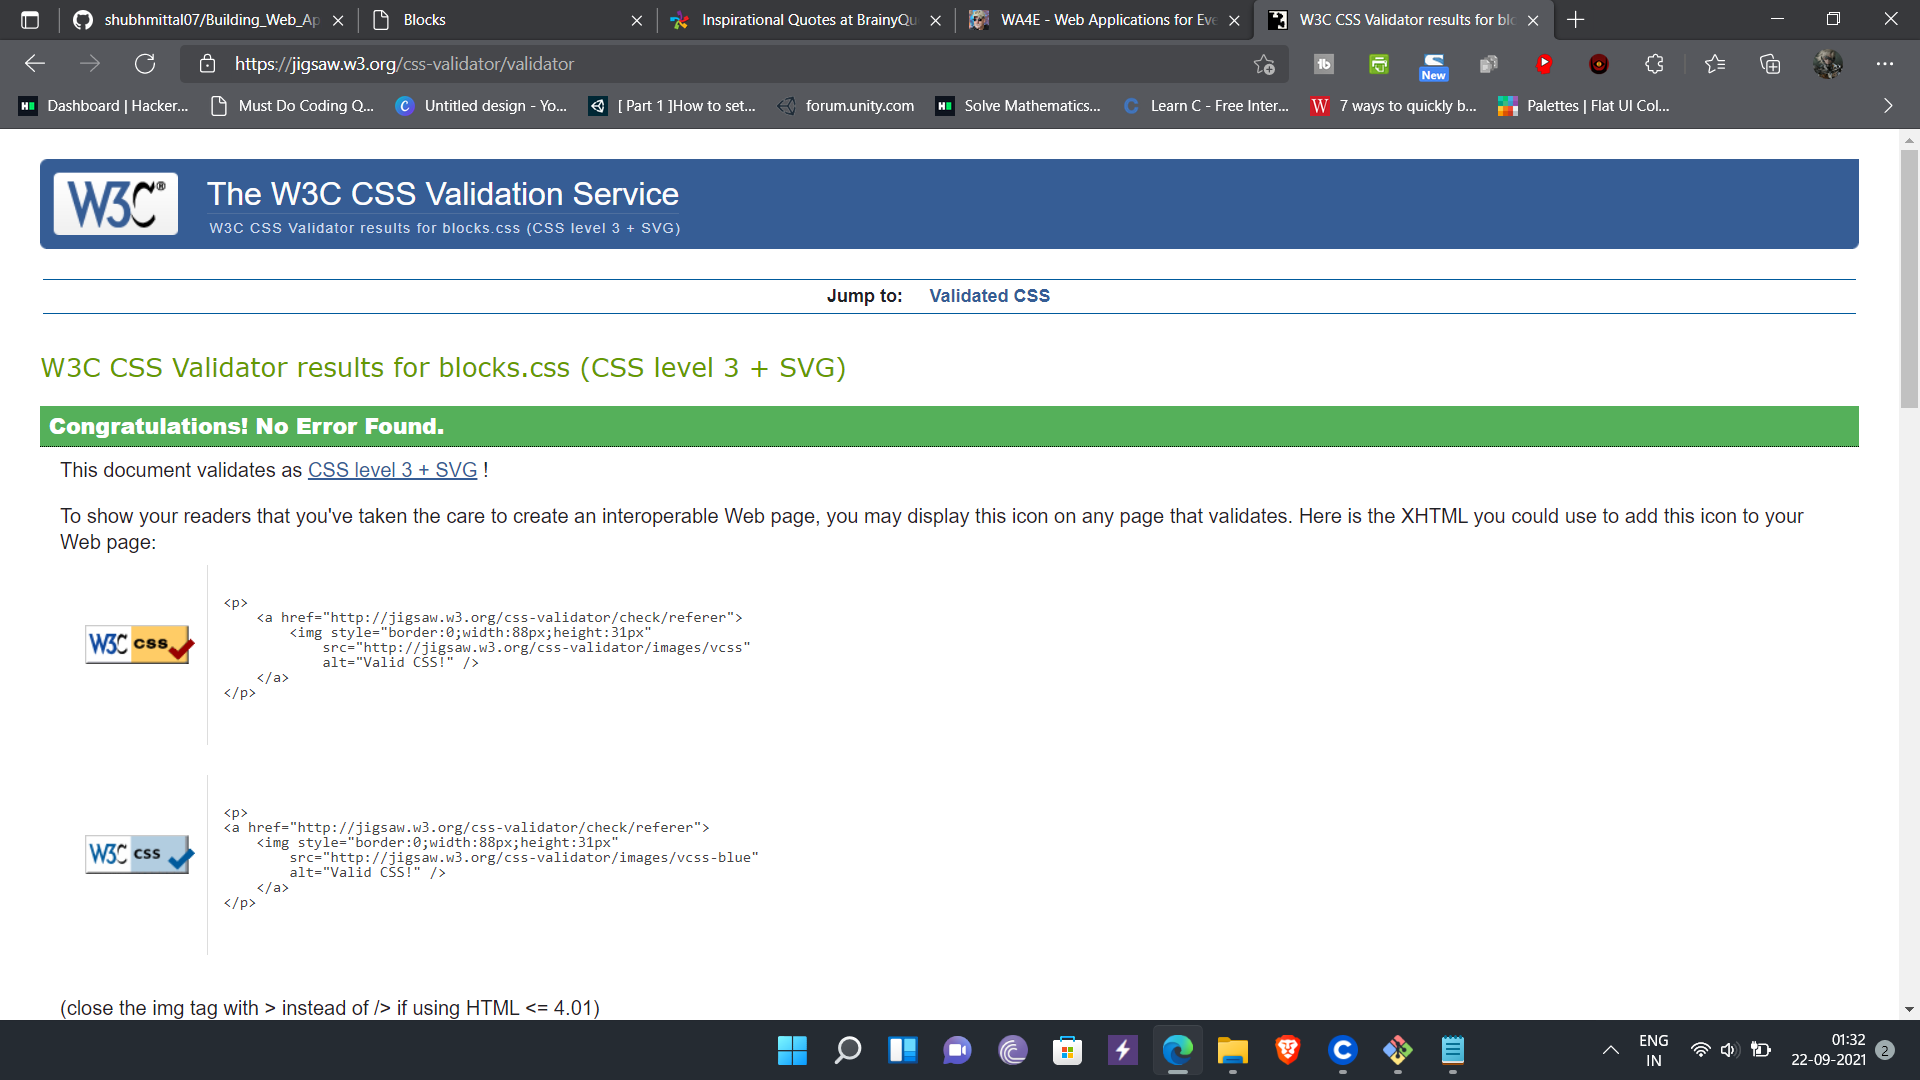 shubhmittal07/Building_Web_Ap
Blocks
Inspirational Quotes at BrainyQu
WA4E - Web Applications for Eve
W3C CSS Validator results for blo
https://jigsaw.w3.org/css-validator/validator
New
Dashboard | Hacker...
Must Do Coding Q...
Untitled design - Yo...
[ Part 1 ]How to set...
forum.unity.com
Solve Mathematics...
Learn C - Free Inter...
7 ways to quickly b...
Palettes | Flat UI Col...
W3C®
The W3C CSS Validation Service
W3C CSS Validator results for blocks.css (CSS level 3 + SVG)
Jump to: Validated CSS
W3C CSS Validator results for blocks.css (CSS level 3 + SVG)
Congratulations! No Error Found.
This document validates as CSS level 3 + SVG !
To show your readers that you've taken the care to create an interoperable Web page, you may display this icon on any page that validates. Here is the XHTML you could use to add this icon to your
Web page:
W3C css
<p>
<a href="http://jigsaw.w3.org/css-validator/check/referer">
<img style="border:0;width:88px;height:31px"
src="http://jigsaw.w3.org/css-validator/images/vcss"
alt="Valid CSS!" />
</a>
</p>
W3C css
<p>
<a href="http://jigsaw.w3.org/css-validator/check/referer">
<img style="border:0;width:88px;height:31px"
src="http://jigsaw.w3.org/css-validator/images/vcss-blue"
alt="Valid CSS!" />
</a>
</p>
(close the img tag with > instead of /> if using HTML <= 4.01)
ENG
IN
01:32
22-09-2021
2